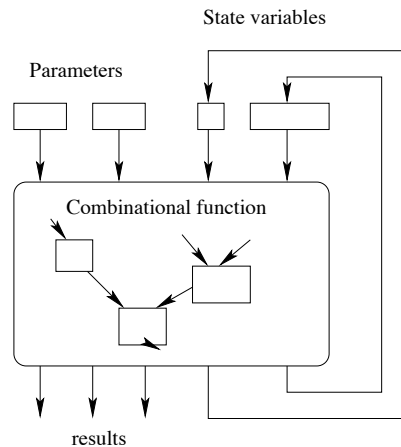 State variables
Parameters
Combinational function
results